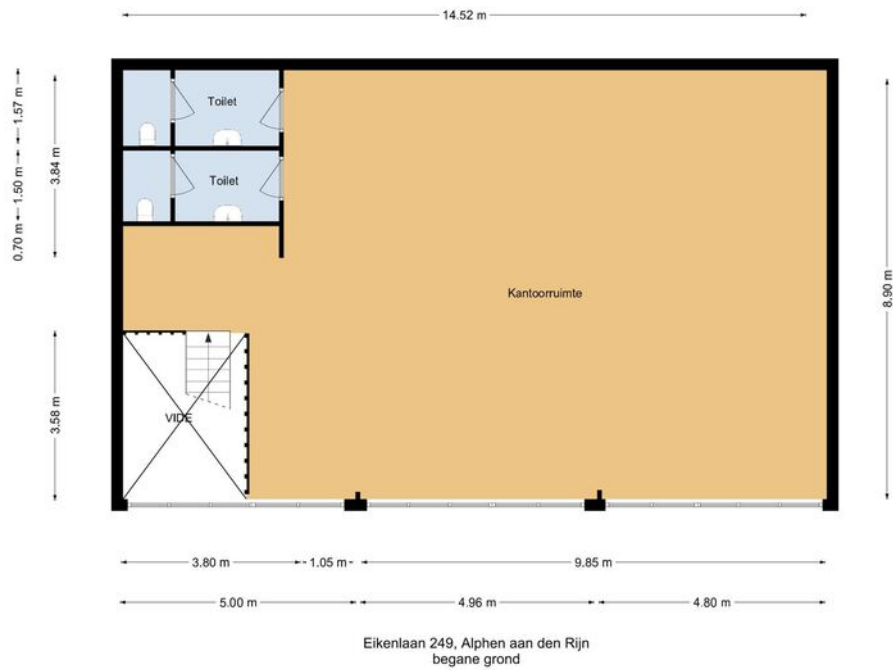 14.52 m
1.57 m
1.50 m
0.70 m
3.84 m
3.58 m
Toilet
Toilet
Kantoorruimte
VIDE
8.90 m
3.80 m
1.05 m
9.85 m
5.00 m
4.96 m
4.80 m
Eikenlaan 249, Alphen aan den Rijn
begane grond